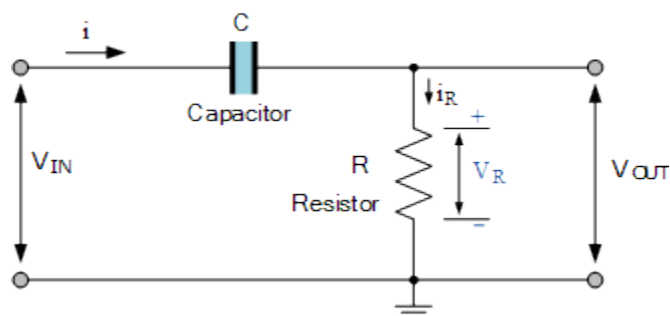 i
C
Capacitor
iR
+
VIN
R
VR
VOUT
Resistor
−